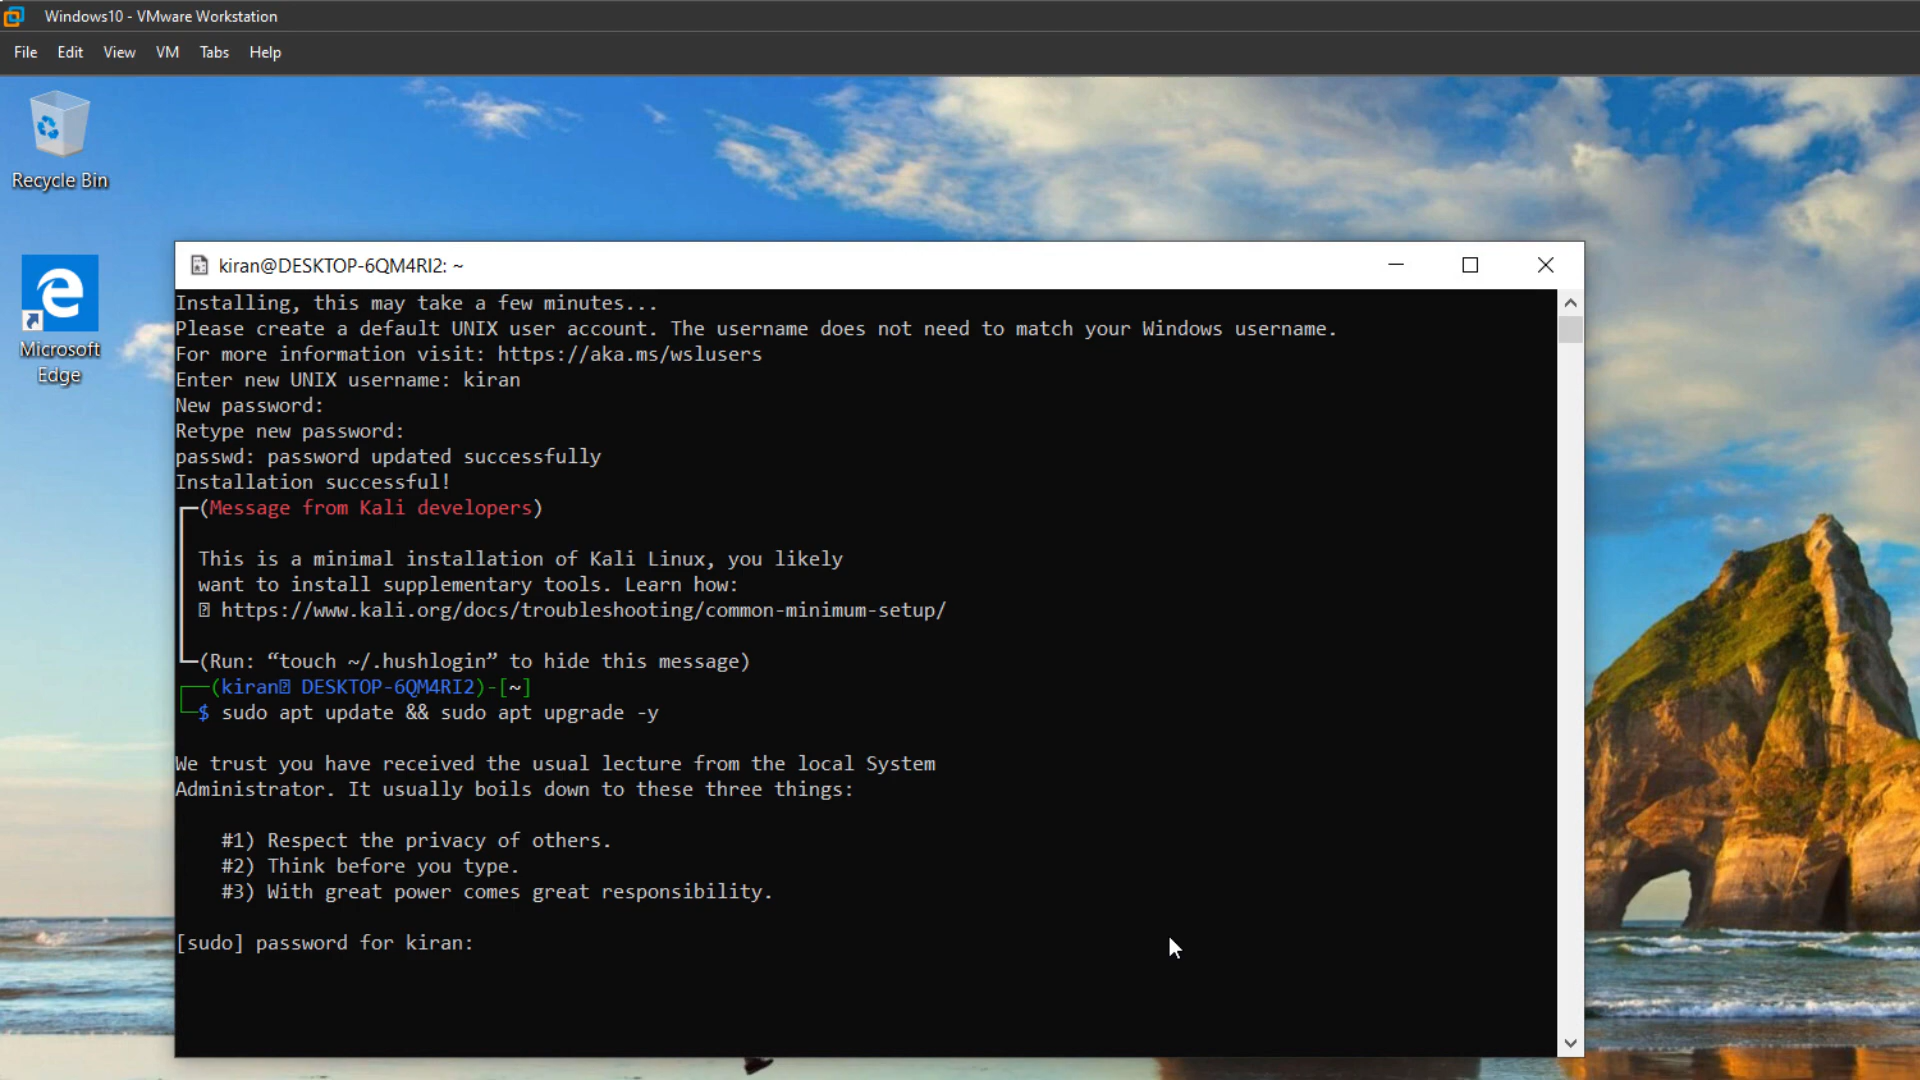 Windows10 - VMware Workstation
File Edit View VM Tabs Help
Recycle Bin
Microsoft
Edge
kiran@DESKTOP-6QM4RI2: ~
Installing, this may take a few minutes...
Please create a default UNIX user account. The username does not need to match your Windows username.
For more information visit: https://aka.ms/wslusers
Enter new UNIX username: kiran
New password:
Retype new password:
passwd: password updated successfully
Installation successful!
┏━(Message from Kali developers)
┃
┃ This is a minimal installation of Kali Linux, you likely
┃ want to install supplementary tools. Learn how:
┃ ⍰ https://www.kali.org/docs/troubleshooting/common-minimum-setup/
┃
┗━(Run: “touch ~/.hushlogin” to hide this message)
┌──(kiran⍰ DESKTOP-6QM4RI2)-[~]
└─$ sudo apt update && sudo apt upgrade -y
We trust you have received the usual lecture from the local System
Administrator. It usually boils down to these three things:
#1) Respect the privacy of others.
#2) Think before you type.
#3) With great power comes great responsibility.
[sudo] password for kiran: